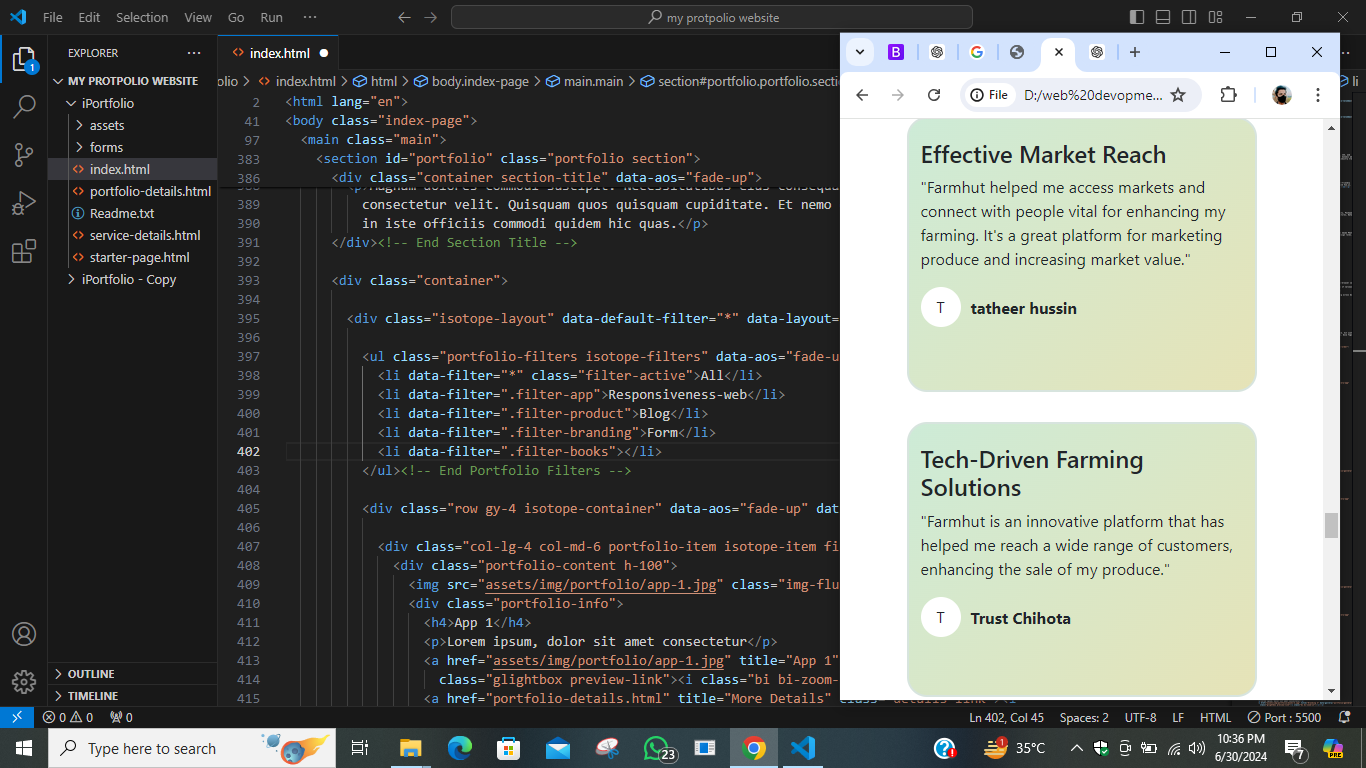 File Edit Selection View Go Run ··· my protpolio website
EXPLORER ···
MY PROTPOLIO WEBSITE
iPortfolio
assets
forms
index.html
portfolio-details.html
Readme.txt
service-details.html
starter-page.html
iPortfolio - Copy
OUTLINE
TIMELINE
1
index.html
olio > index.html > html > body.index-page > main.main > section#portfolio.portfolio.section
li
2 <html lang="en">
41 <body class="index-page">
97 <main class="main">
383 <section id="portfolio" class="portfolio section">
386 <div class="container section-title" data-aos="fade-up">
389 consectetur velit. Quisquam quos quisquam cupiditate. Et nemo
390 in iste officiis commodi quidem hic quas.</p>
391 </div><!-- End Section Title -->
392
393 <div class="container">
394
395 <div class="isotope-layout" data-default-filter="*" data-layout=
396
397 <ul class="portfolio-filters isotope-filters" data-aos="fade-u
398 <li data-filter="*" class="filter-active">All</li>
399 <li data-filter=".filter-app">Responsiveness-web</li>
400 <li data-filter=".filter-product">Blog</li>
401 <li data-filter=".filter-branding">Form</li>
402 <li data-filter=".filter-books"></li>
403 </ul><!-- End Portfolio Filters -->
404
405 <div class="row gy-4 isotope-container" data-aos="fade-up" dat
406
407 <div class="col-lg-4 col-md-6 portfolio-item isotope-item fi
408 <div class="portfolio-content h-100">
409 <img src="assets/img/portfolio/app-1.jpg" class="img-flu
410 <div class="portfolio-info">
411 <h4>App 1</h4>
412 <p>Lorem ipsum, dolor sit amet consectetur</p>
413 <a href="assets/img/portfolio/app-1.jpg" title="App 1"
414 class="glightbox preview-link"><i class="bi bi-zoom-
415 <a href="portfolio-details.html" title="More Details"
B G
File D:/web%20devopme...
Effective Market Reach
"Farmhut helped me access markets and
connect with people vital for enhancing my
farming. It's a great platform for marketing
produce and increasing market value."
T tatheer hussin
Tech-Driven Farming
Solutions
"Farmhut is an innovative platform that has
helped me reach a wide range of customers,
enhancing the sale of my produce."
T Trust Chihota
0 0 0 Ln 402, Col 45 Spaces: 2 UTF-8 LF HTML Port : 5500
Type here to search 23 1 35°C 10:36 PM 7 PRE
6/30/2024